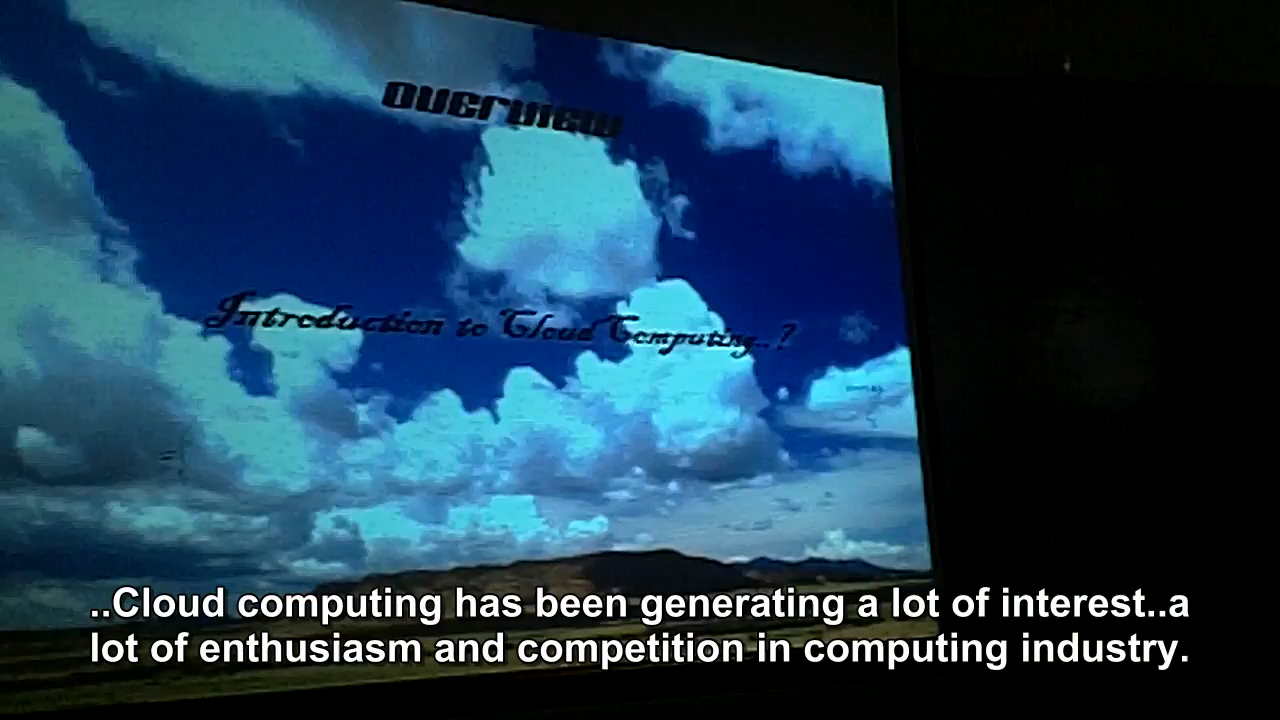 overview
Introduction to Cloud Computing..?
..Cloud computing has been generating a lot of interest..a
lot of enthusiasm and competition in computing industry.